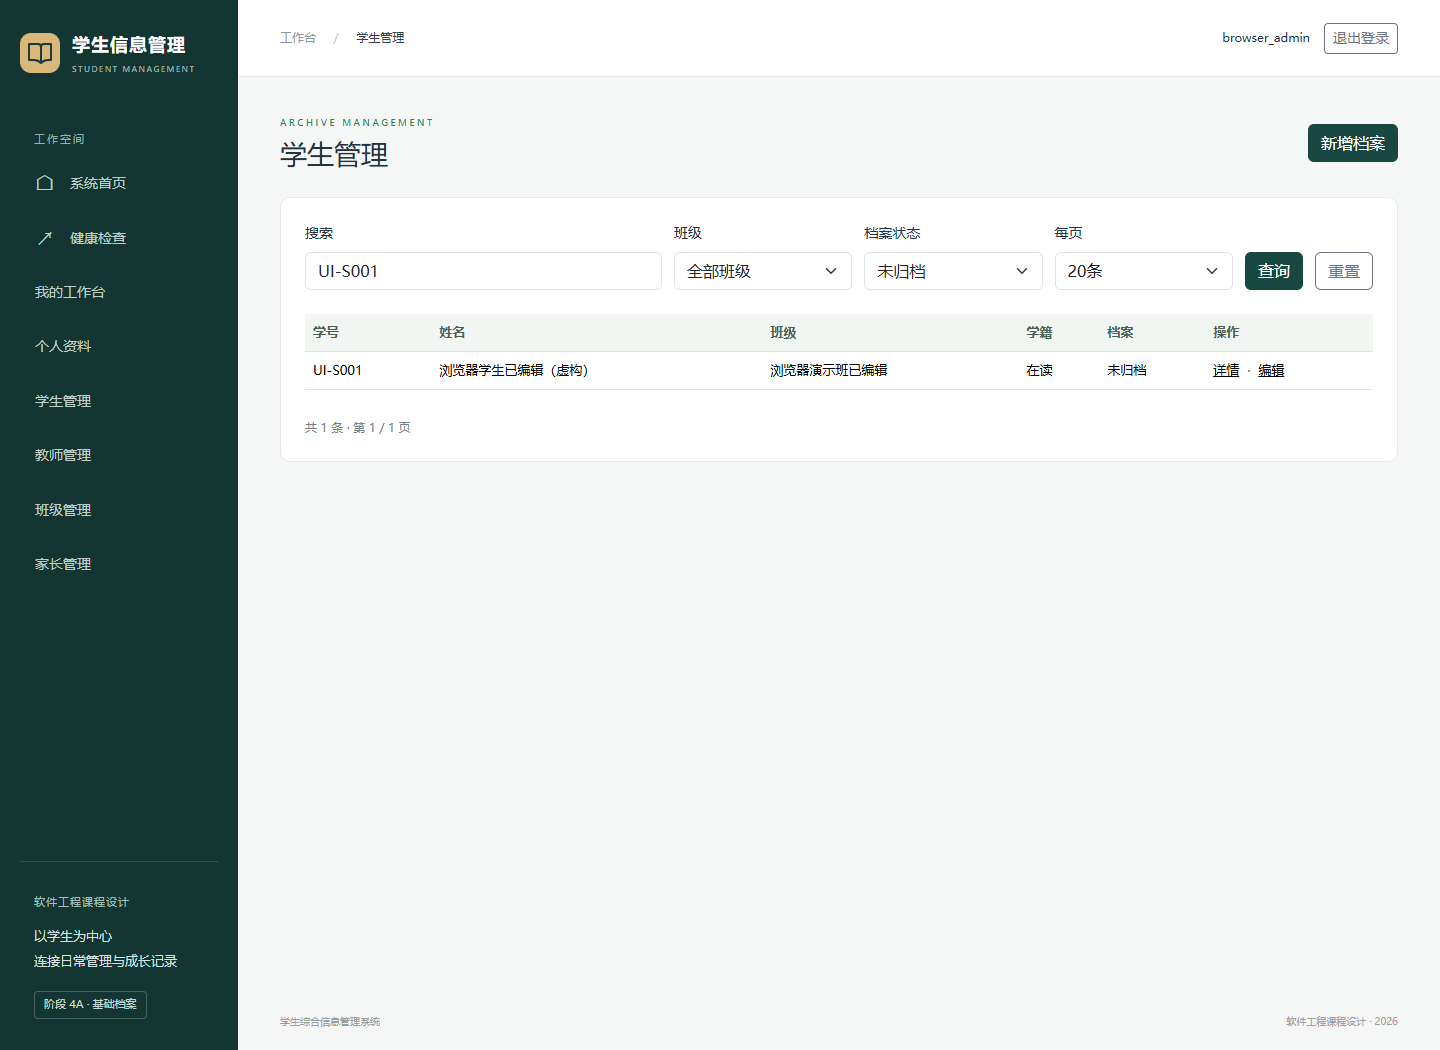 学生信息管理
STUDENT MANAGEMENT
工作空间
系统首页
健康检查
我的工作台
个人资料
学生管理
教师管理
班级管理
家长管理
软件工程课程设计
以学生为中心
连接日常管理与成长记录
阶段 4A · 基础档案
工作台 / 学生管理
browser_admin 退出登录
ARCHIVE MANAGEMENT
学生管理
新增档案
搜索 班级 档案状态 每页
UI-S001 全部班级 未归档 20条 查询 重置
学号 姓名 班级 学籍 档案 操作
UI-S001 浏览器学生已编辑（虚构） 浏览器演示班已编辑 在读 未归档 详情 · 编辑
共 1 条 · 第 1 / 1 页
学生综合信息管理系统 软件工程课程设计 · 2026